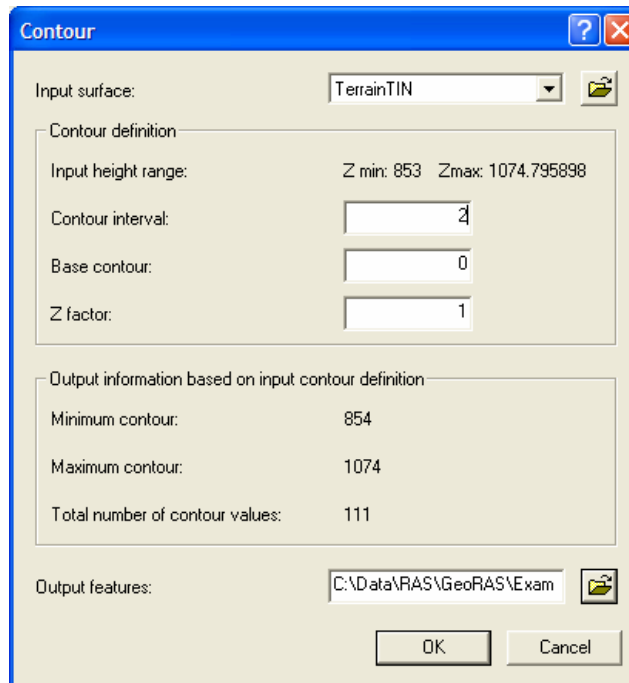 Contour
Input surface: TerrainTIN
Contour definition
Input height range: Z min: 853 Zmax: 1074.795898
Contour interval: 2
Base contour: 0
Z factor: 1
Output information based on input contour definition
Minimum contour: 854
Maximum contour: 1074
Total number of contour values: 111
Output features: C:\Data\RAS\GeoRAS\Exam
OK Cancel